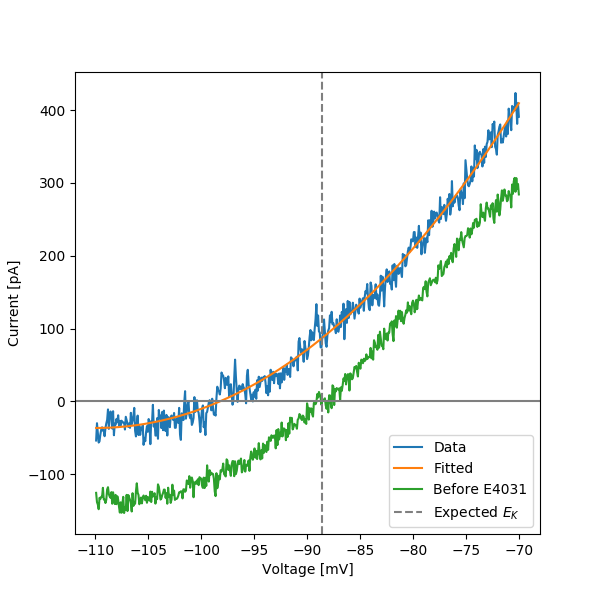 400
300
200
100
0
−100
Current [pA]
−110
−105
−100
−95
−90
−85
−80
−75
−70
Voltage [mV]
Data
Fitted
Before E4031
Expected E_K